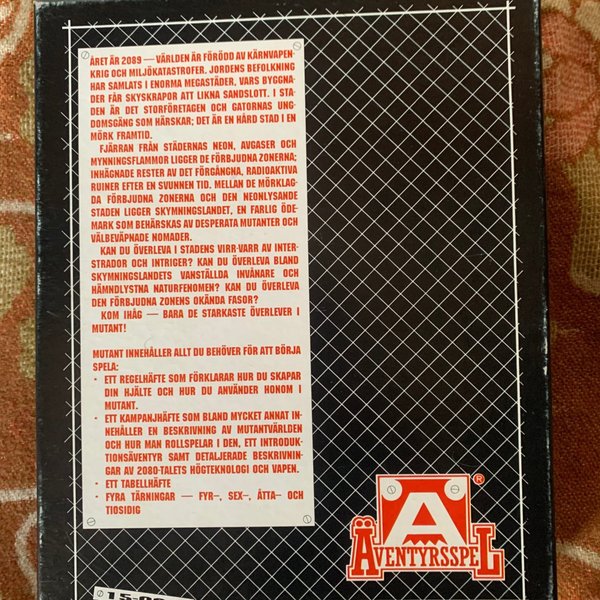 ÅRET ÄR 2089 — VÄRLDEN ÄR FÖRÖDD AV KÄRNVAPEN-
KRIG OCH MILJÖKATASTROFER. JORDENS BEFOLKNING
HAR SAMLATS I ENORMA MEGASTÄDER, VARS BYGGNA-
DER FÅR SKYSKRAPOR ATT LIKNA SANDSLOTT. I STA-
DEN ÄR DET STORFÖRETAGEN OCH GATORNAS UNG-
DOMSGÄNG SOM HÄRSKAR; DET ÄR EN HÅRD STAD I EN
MÖRK FRAMTID.
FJÄRRAN FRÅN STÄDERNAS NEON, AVGASER OCH
MYNNINGSFLAMMOR LIGGER DE FÖRBJUDNA ZONERNA;
INHÄGNADE RESTER AV DET FÖRGÅNGNA, RADIOAKTIVA
RUINER EFTER EN SVUNNEN TID. MELLAN DE MÖRKLAG-
DA FÖRBJUDNA ZONERNA OCH DEN NEONLYSANDE
STADEN LIGGER SKYMNINGSLANDET, EN FARLIG ÖDE-
MARK SOM BEHÄRSKAS AV DESPERATA MUTANTER OCH
VÄLBEVÄPNADE NOMADER.
KAN DU ÖVERLEVA I STADENS VIRR-VARR AV INTER-
STRADOR OCH INTRIGER? KAN DU ÖVERLEVA BLAND
SKYMNINGSLANDETS VANSTÄLLDA INVÅNARE OCH
HÄMNDLYSTNA NATURFENOMEN? KAN DU ÖVERLEVA
DEN FÖRBJUDNA ZONENS OKÄNDA FASOR?
KOM IHÅG — BARA DE STARKASTE ÖVERLEVER I
MUTANT!
MUTANT INNEHÅLLER ALLT DU BEHÖVER FÖR ATT BÖRJA
SPELA:
• ETT REGELHÄFTE SOM FÖRKLARAR HUR DU SKAPAR
DIN HJÄLTE OCH HUR DU ANVÄNDER HONOM I
MUTANT.
• ETT KAMPANJHÄFTE SOM BLAND MYCKET ANNAT IN-
NEHÅLLER EN BESKRIVNING AV MUTANTVÄRLDEN
OCH HUR MAN ROLLSPELAR I DEN, ETT INTRODUK-
TIONSÄVENTYR SAMT DETALJERADE BESKRIVNIN-
GAR AV 2080-TALETS HÖGTEKNOLOGI OCH VAPEN.
• ETT TABELLHÄFTE
• FYRA TÄRNINGAR — FYR-, SEX-, ÅTTA- OCH
TIOSIDIG
A ®
ÄVENTYRSSPEL